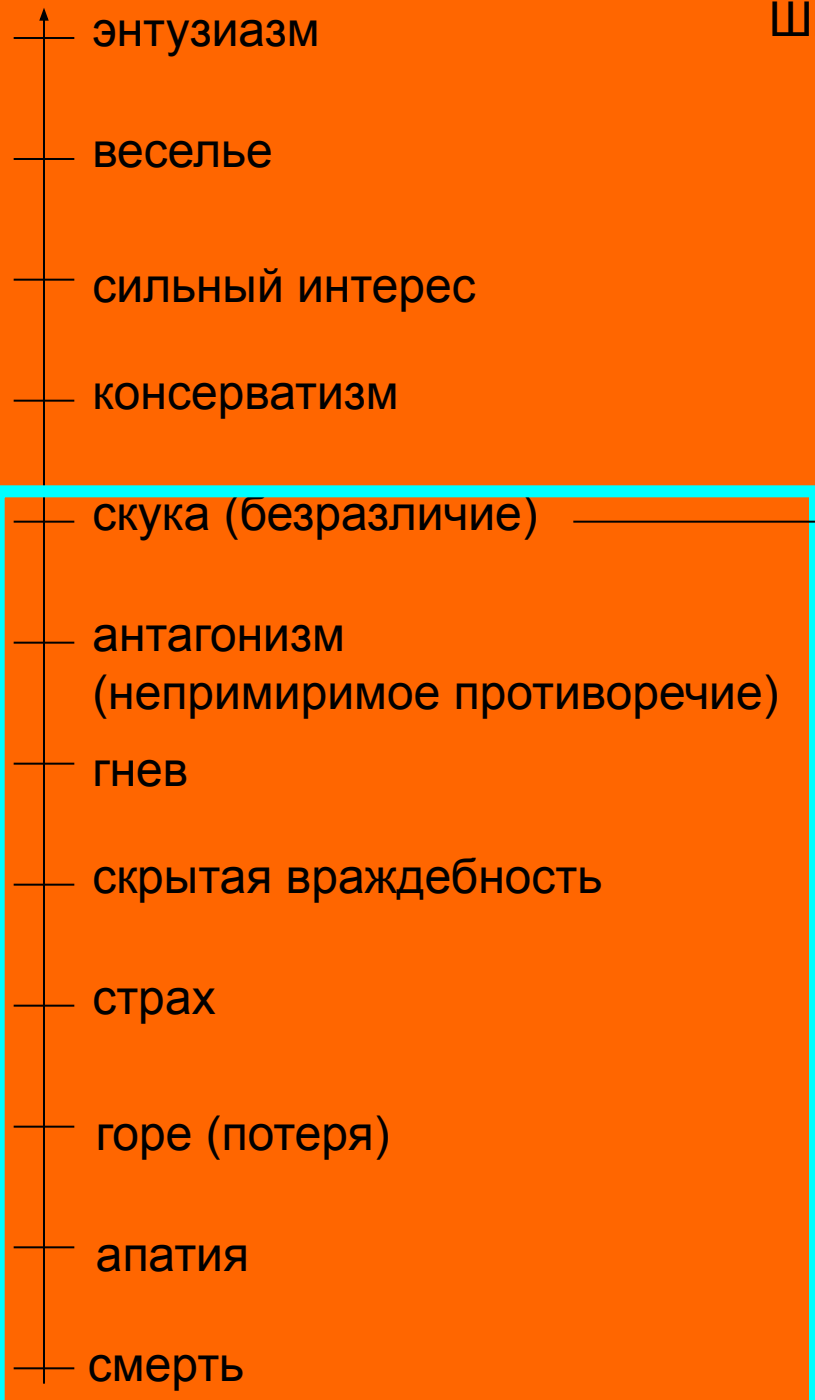 энтузиазм
Ш
веселье
сильный интерес
консерватизм
скука (безразличие)
антагонизм
(непримиримое противоречие)
гнев
скрытая враждебность
страх
горе (потеря)
апатия
смерть